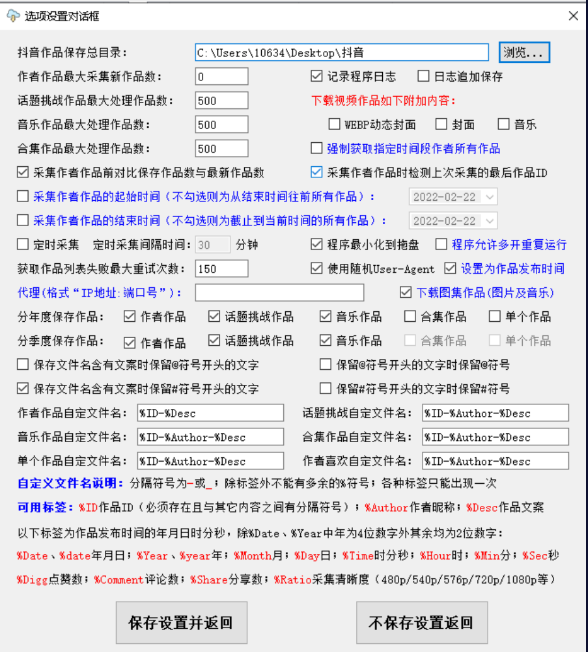 选项设置对话框
抖音作品保存总目录: C:\Users\10634\Desktop\抖音 浏览...
作者作品最大采集新作品数: 0 记录程序日志 日志追加保存
话题挑战作品最大处理作品数: 500 下载视频作品如下附加内容:
音乐作品最大处理作品数: 500 WEBP动态封面 封面 音乐
合集作品最大处理作品数: 500 强制获取指定时间段作者所有作品
采集作者作品前对比保存作品数与最新作品数 采集作者作品时检测上次采集的最后作品ID
采集作者作品的起始时间(不勾选则为从结束时间往前所有作品): 2022-02-22
采集作者作品的结束时间(不勾选则为截止到当前时间的所有作品): 2022-02-22
定时采集 定时采集间隔时间: 30 分钟 程序最小化到拖盘 程序允许多开重复运行
获取作品列表失败最大重试次数: 150 使用随机User-Agent 设置为作品发布时间
代理(格式“IP地址:端口号”): 下载图集作品(图片及音乐)
分年度保存作品: 作者作品 话题挑战作品 音乐作品 合集作品 单个作品
分季度保存作品: 作者作品 话题挑战作品 音乐作品 合集作品 单个作品
保存文件名含有文案时保留@符号开头的文字 保留@符号开头的文字时保留@符号
保存文件名含有文案时保留#符号开头的文字 保留#符号开头的文字时保留#符号
作者作品自定义文件名: %ID-%Desc 话题挑战自定义文件名: %ID-%Author-%Desc
音乐作品自定义文件名: %ID-%Author-%Desc 合集作品自定义文件名: %ID-%Author-%Desc
单个作品自定义文件名: %ID-%Author-%Desc 作者喜欢自定义文件名: %ID-%Author-%Desc
自定义文件名说明: 分隔符号为-或_; 除标签外不能有多余的%符号; 各种标签只能出现一次
可用标签: %ID作品ID(必须存在且与其它内容之间有分隔符号); %Author作者昵称; %Desc作品文案
以下标签为作品发布时间的年月日时分秒, 除%Date、%Year中年为4位数字外其余均为2位数字:
%Date、%date年月日; %Year、%year年; %Month月; %Day日; %Time时分秒; %Hour时; %Min分; %Sec秒
%Digg点赞数; %Comment评论数; %Share分享数; %Ratio采集清晰度(480p/540p/576p/720p/1080p等)
保存设置并返回 不保存设置返回